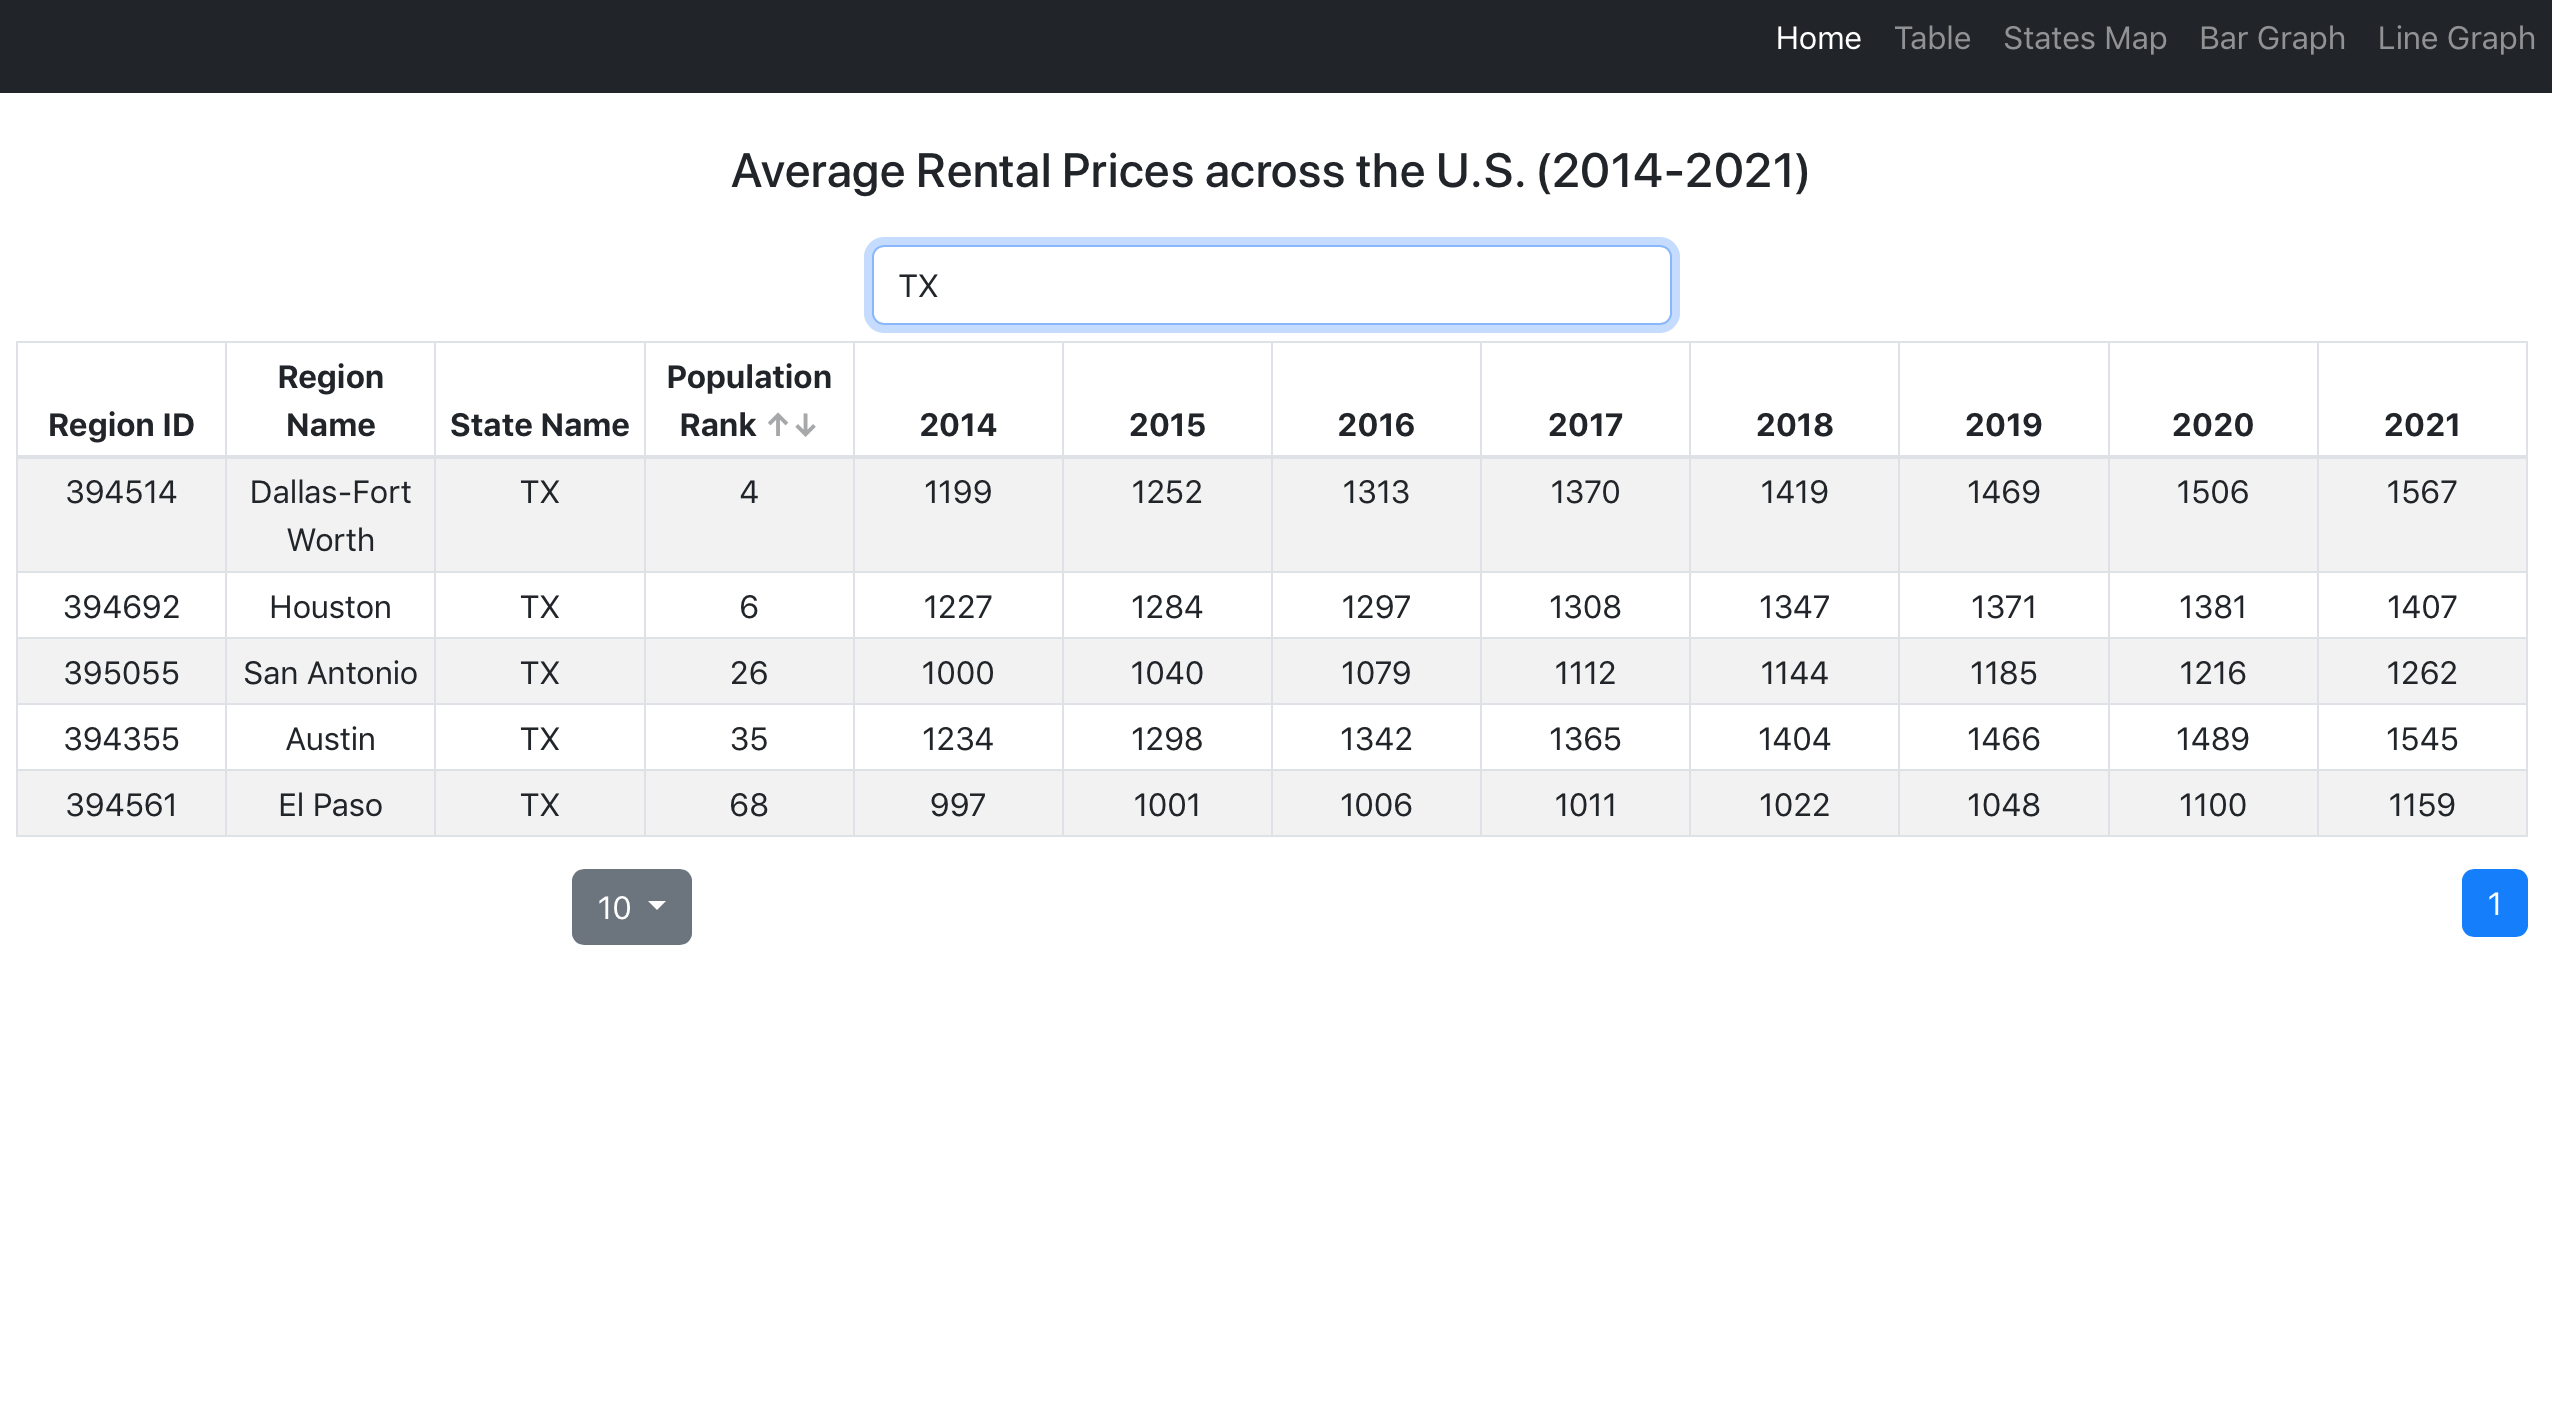 Home Table States Map Bar Graph Line Graph
Average Rental Prices across the U.S. (2014-2021)
TX
Region ID Region Name State Name Population Rank ↑↓ 2014 2015 2016 2017 2018 2019 2020 2021
394514 Dallas-Fort Worth TX 4 1199 1252 1313 1370 1419 1469 1506 1567
394692 Houston TX 6 1227 1284 1297 1308 1347 1371 1381 1407
395055 San Antonio TX 26 1000 1040 1079 1112 1144 1185 1216 1262
394355 Austin TX 35 1234 1298 1342 1365 1404 1466 1489 1545
394561 El Paso TX 68 997 1001 1006 1011 1022 1048 1100 1159
10 1